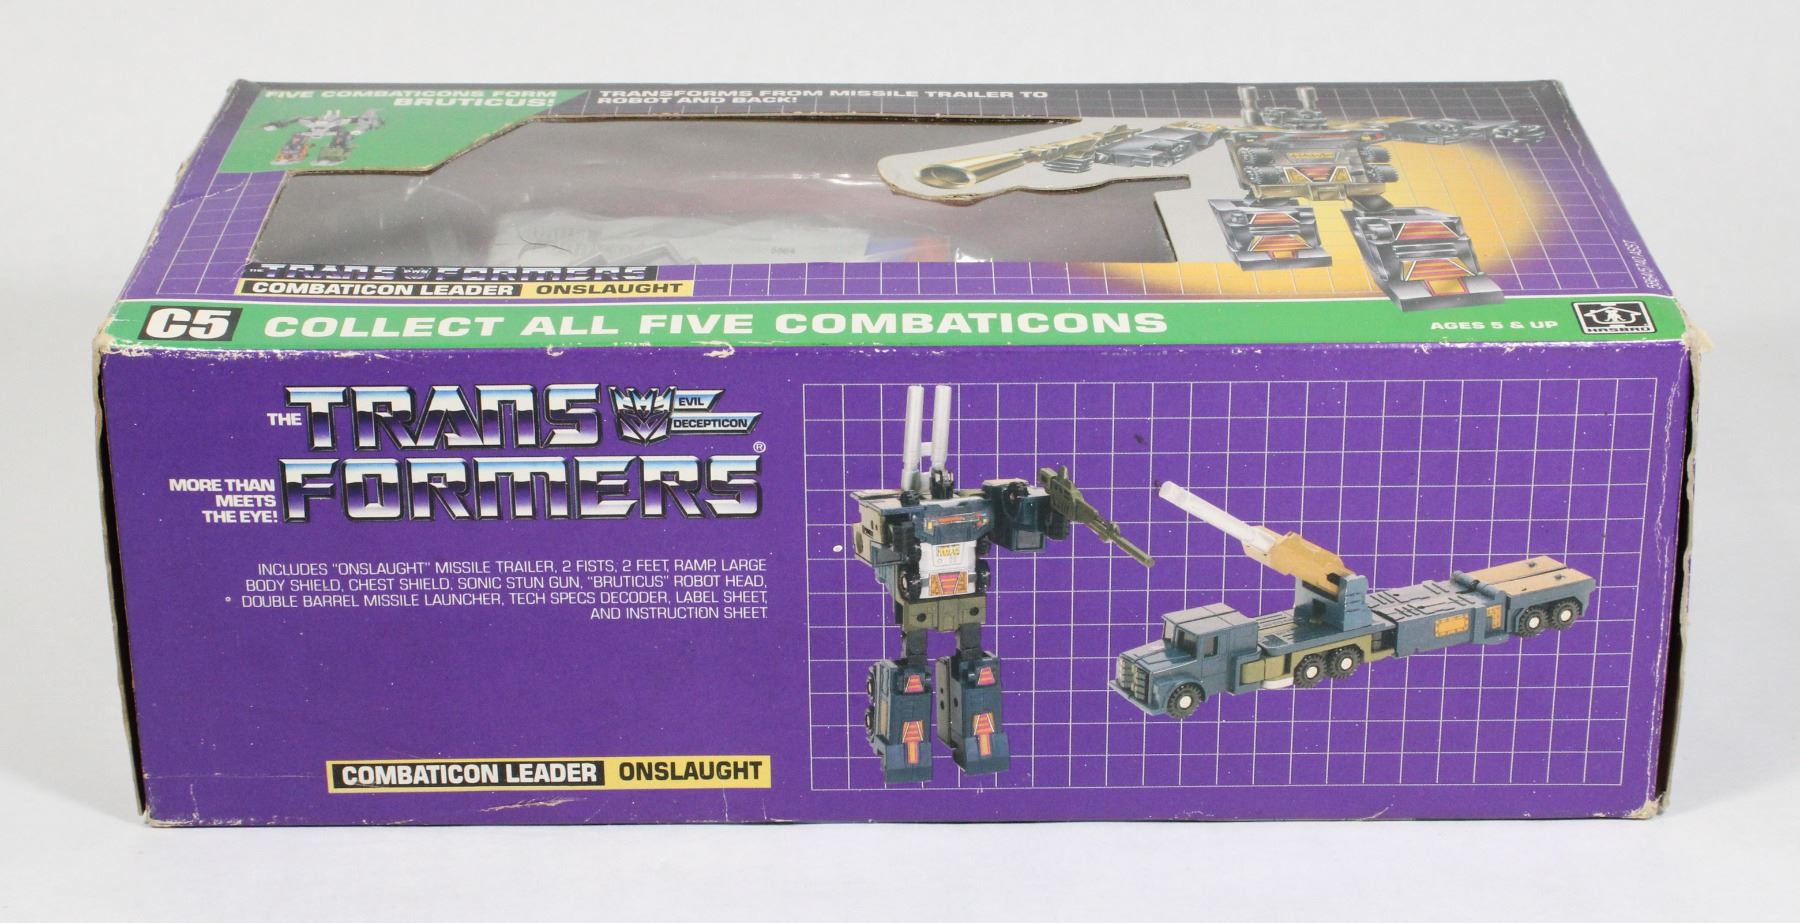 FIVE COMBATICONS FORM
BRUTICUS!
TRANSFORMS FROM MISSILE TRAILER TO
ROBOT AND BACK!
5864
THE TRANSFORMERS
COMBATICON LEADER ONSLAUGHT
C5 COLLECT ALL FIVE COMBATICONS
AGES 5 & UP
HASBRO
THE TRANS
EVIL
DECEPTICON
FORMERS®
MORE THAN
MEETS
THE EYE!
INCLUDES "ONSLAUGHT" MISSILE TRAILER, 2 FISTS, 2 FEET, RAMP, LARGE
BODY SHIELD, CHEST SHIELD, SONIC STUN GUN, "BRUTICUS" ROBOT HEAD,
DOUBLE BARREL MISSILE LAUNCHER, TECH SPECS DECODER, LABEL SHEET,
AND INSTRUCTION SHEET.
COMBATICON LEADER ONSLAUGHT